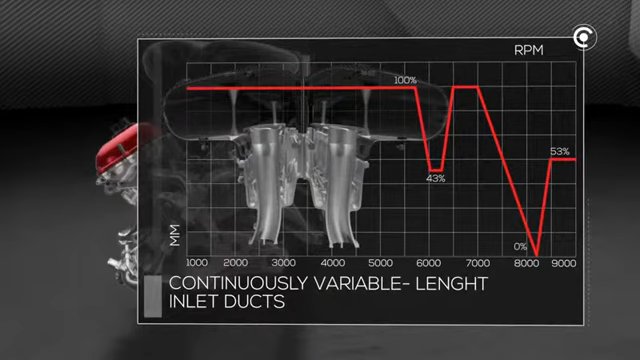 RPM
100%
43%
53%
0%
MM
1000 2000 3000 4000 5000 6000 7000 8000 9000
CONTINUOUSLY VARIABLE- LENGHT
INLET DUCTS